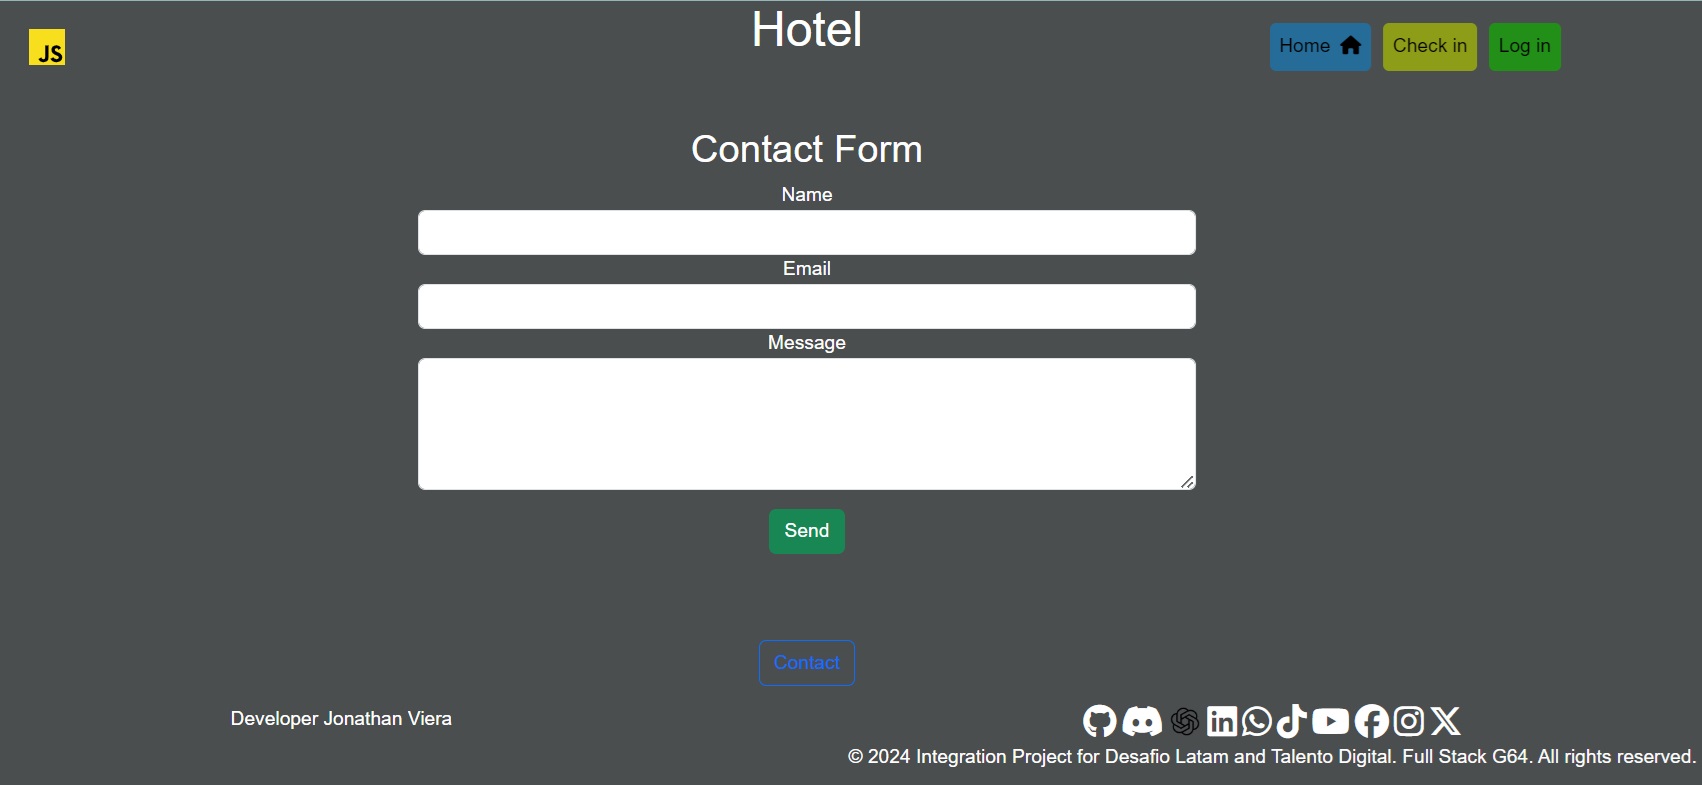 JS
Hotel
Home
Check in
Log in
Contact Form
Name
Email
Message
Send
Contact
Developer Jonathan Viera
© 2024 Integration Project for Desafio Latam and Talento Digital. Full Stack G64. All rights reserved.